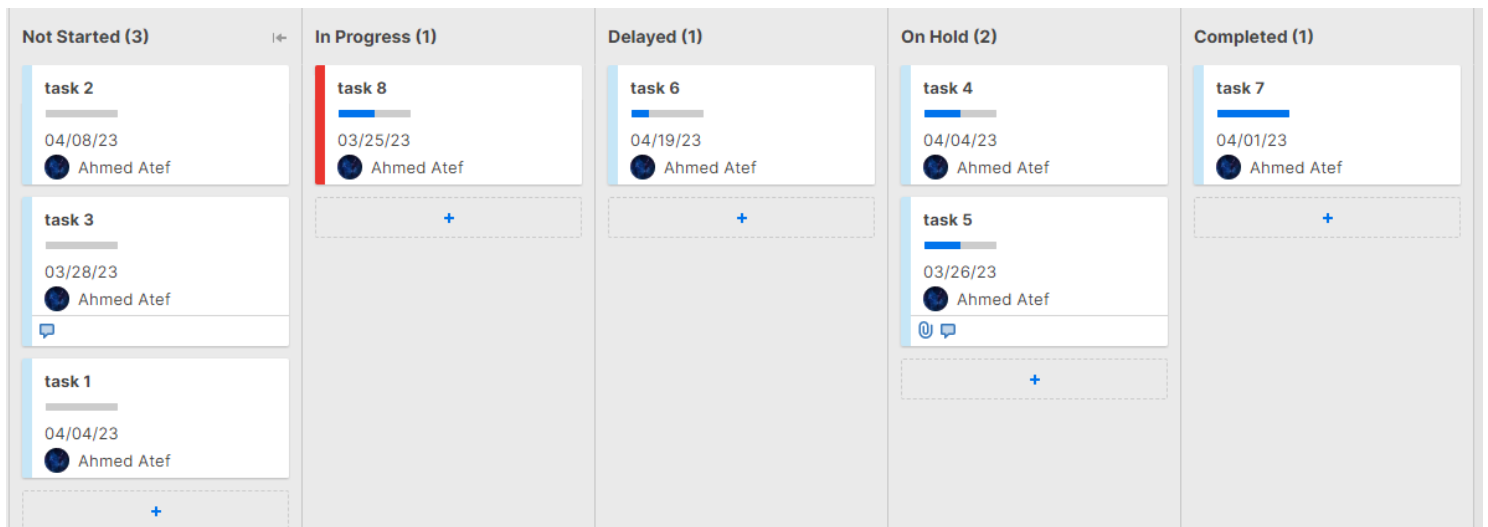 Not Started (3)
task 2
04/08/23
Ahmed Atef
task 3
03/28/23
Ahmed Atef
task 1
04/04/23
Ahmed Atef
+
In Progress (1)
task 8
03/25/23
Ahmed Atef
+
Delayed (1)
task 6
04/19/23
Ahmed Atef
+
On Hold (2)
task 4
04/04/23
Ahmed Atef
task 5
03/26/23
Ahmed Atef
+
Completed (1)
task 7
04/01/23
Ahmed Atef
+